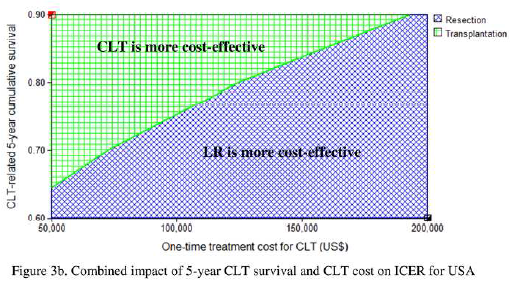 0.90
Resection
Transplantation
CLT is more cost-effective
0.80
CLT-related 5-year cumulative survival
LR is more cost-effective
0.70
0.60
50,000 100,000 150,000 200,000
One-time treatment cost for CLT (US$)
Figure 3b. Combined impact of 5-year CLT survival and CLT cost on ICER for USA